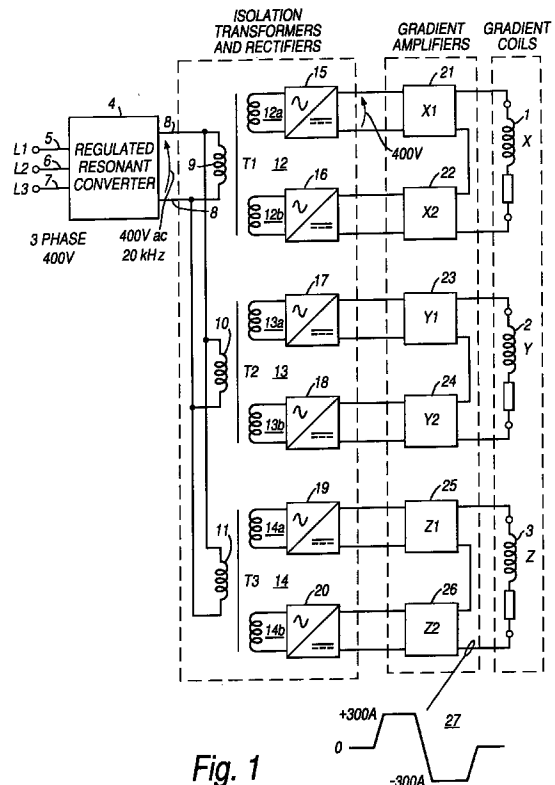 ISOLATION
TRANSFORMERS
AND RECTIFIERS
GRADIENT
AMPLIFIERS
GRADIENT
COILS
4
REGULATED
RESONANT
CONVERTER
L1 5
L2 6
L3 7
3 PHASE
400V
8
8
9
400V ac
20 kHz
T1 12
12a
12b
15
16
400V
21
X1
22
X2
1
X
10
T2 13
13a
13b
17
18
23
Y1
24
Y2
2
Y
11
T3 14
14a
14b
19
20
25
Z1
26
Z2
3
Z
+300A
0
-300A
27
Fig. 1